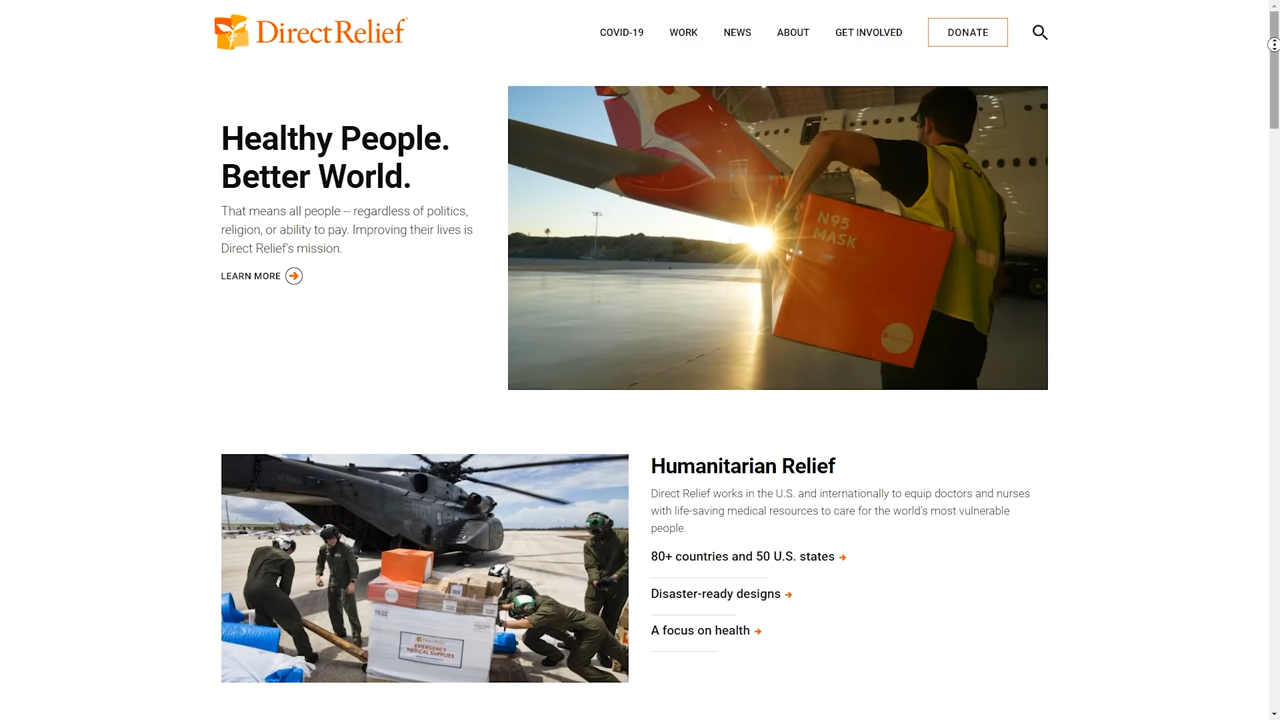 Direct Relief
COVID-19 WORK NEWS ABOUT GET INVOLVED DONATE
Healthy People.
Better World.
That means all people -- regardless of politics,
religion, or ability to pay. Improving their lives is
Direct Relief's mission.
LEARN MORE
N95
MASK
Humanitarian Relief
Direct Relief works in the U.S. and internationally to equip doctors and nurses
with life-saving medical resources to care for the world's most vulnerable
people.
80+ countries and 50 U.S. states
Disaster-ready designs
A focus on health
Direct Relief
EMERGENCY
MEDICAL SUPPLIES